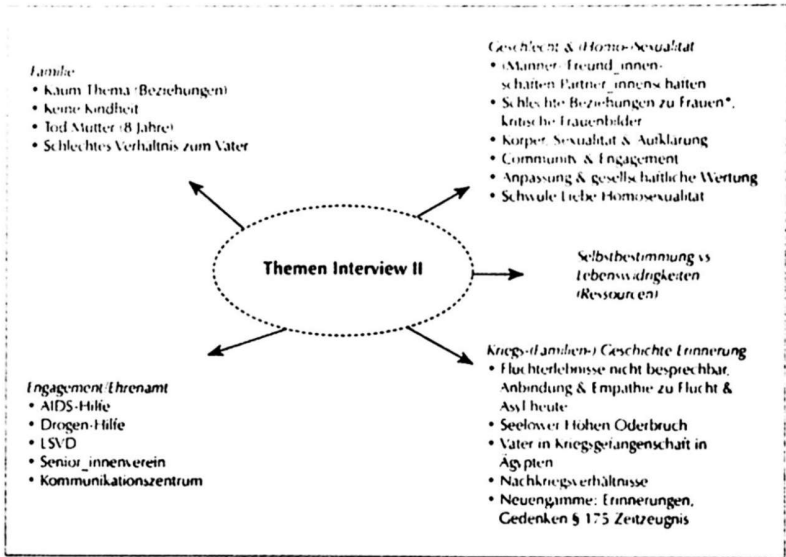 Familie
• Kaum Thema (Beziehungen)
• Keine Kindheit
• Tod Mutter (8 Jahre)
• Schlechtes Verhältnis zum Vater
Geschlecht & (Homo-)Sexualität
• (Männer-)Freund_innen-
schaften Partner_innenschaften
• Schlechte Beziehungen zu Frauen*,
kritische Frauenbilder
• Körper, Sexualität & Aufklärung
• Community & Engagement
• Anpassung & gesellschaftliche Wertung
• Schwule Liebe Homosexualität
Themen Interview II
Selbstbestimmung vs
Lebenswidrigkeiten
(Ressourcen)
Engagement/Ehrenamt
• AIDS-Hilfe
• Drogen-Hilfe
• LSVD
• Senior_innenverein
• Kommunikationszentrum
Kriegs-(Familien-) Geschichte Erinnerung
• Fluchterlebnisse nicht besprechbar,
Anbindung & Empathie zu Flucht &
Asyl heute
• Seelower Höhen Oderbruch
• Vater in Kriegsgefangenschaft in
Ägypten
• Nachkriegsverhältnisse
• Neuengamme: Erinnerungen,
Gedenken § 175 Zeitzeugnis